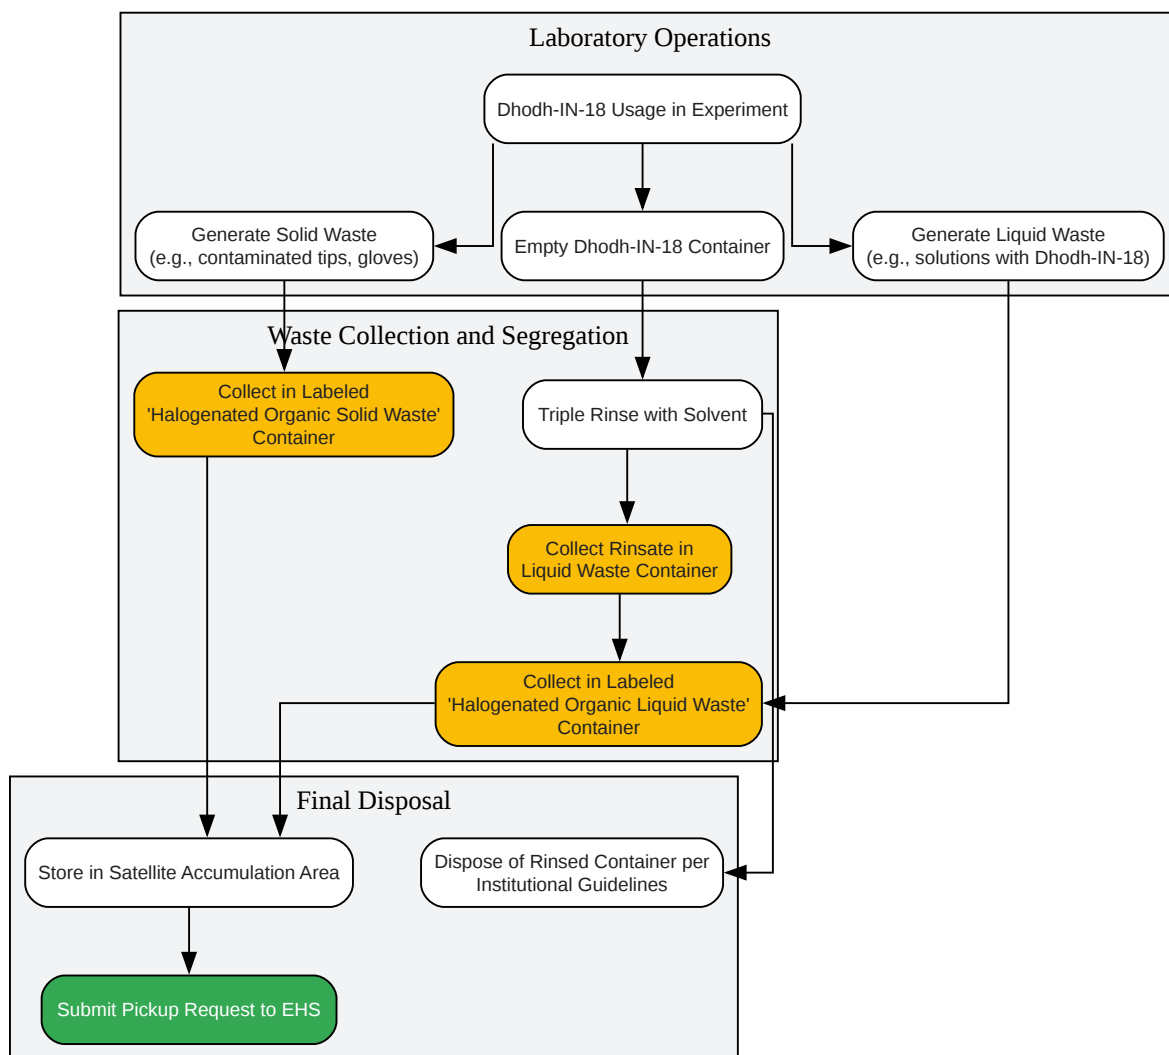 Laboratory Operations
Dhodh-IN-18 Usage in Experiment
Generate Solid Waste
(e.g., contaminated tips, gloves)
Empty Dhodh-IN-18 Container
Generate Liquid Waste
(e.g., solutions with Dhodh-IN-18)
Waste Collection and Segregation
Collect in Labeled
'Halogenated Organic Solid Waste'
Container
Triple Rinse with Solvent
Collect Rinsate in
Liquid Waste Container
Collect in Labeled
'Halogenated Organic Liquid Waste'
Container
Final Disposal
Store in Satellite Accumulation Area
Dispose of Rinsed Container per
Institutional Guidelines
Submit Pickup Request to EHS